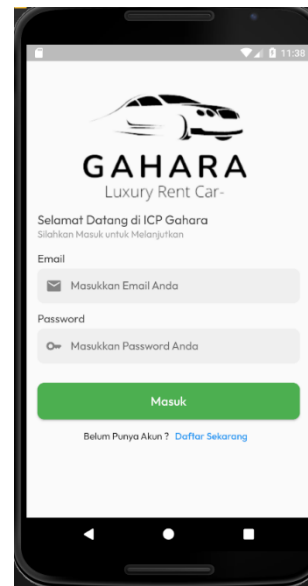 11:38
GAHARA
Luxury Rent Car-
Selamat Datang di ICP Gahara
Silahkan Masuk untuk Melanjutkan
Email
Masukkan Email Anda
Password
Masukkan Password Anda
Masuk
Belum Punya Akun ? Daftar Sekarang